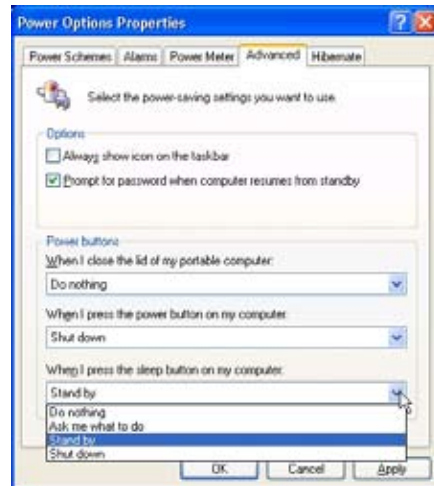 Power Options Properties
Power Schemes Alarms Power Meter Advanced Hibernate
Select the power-saving settings you want to use.
Options
Always show icon on the taskbar
Prompt for password when computer resumes from standby
Power buttons
When I close the lid of my portable computer:
Do nothing
When I press the power button on my computer:
Shut down
When I press the sleep button on my computer:
Stand by
Do nothing
Ask me what to do
Stand by
Shut down
OK Cancel Apply